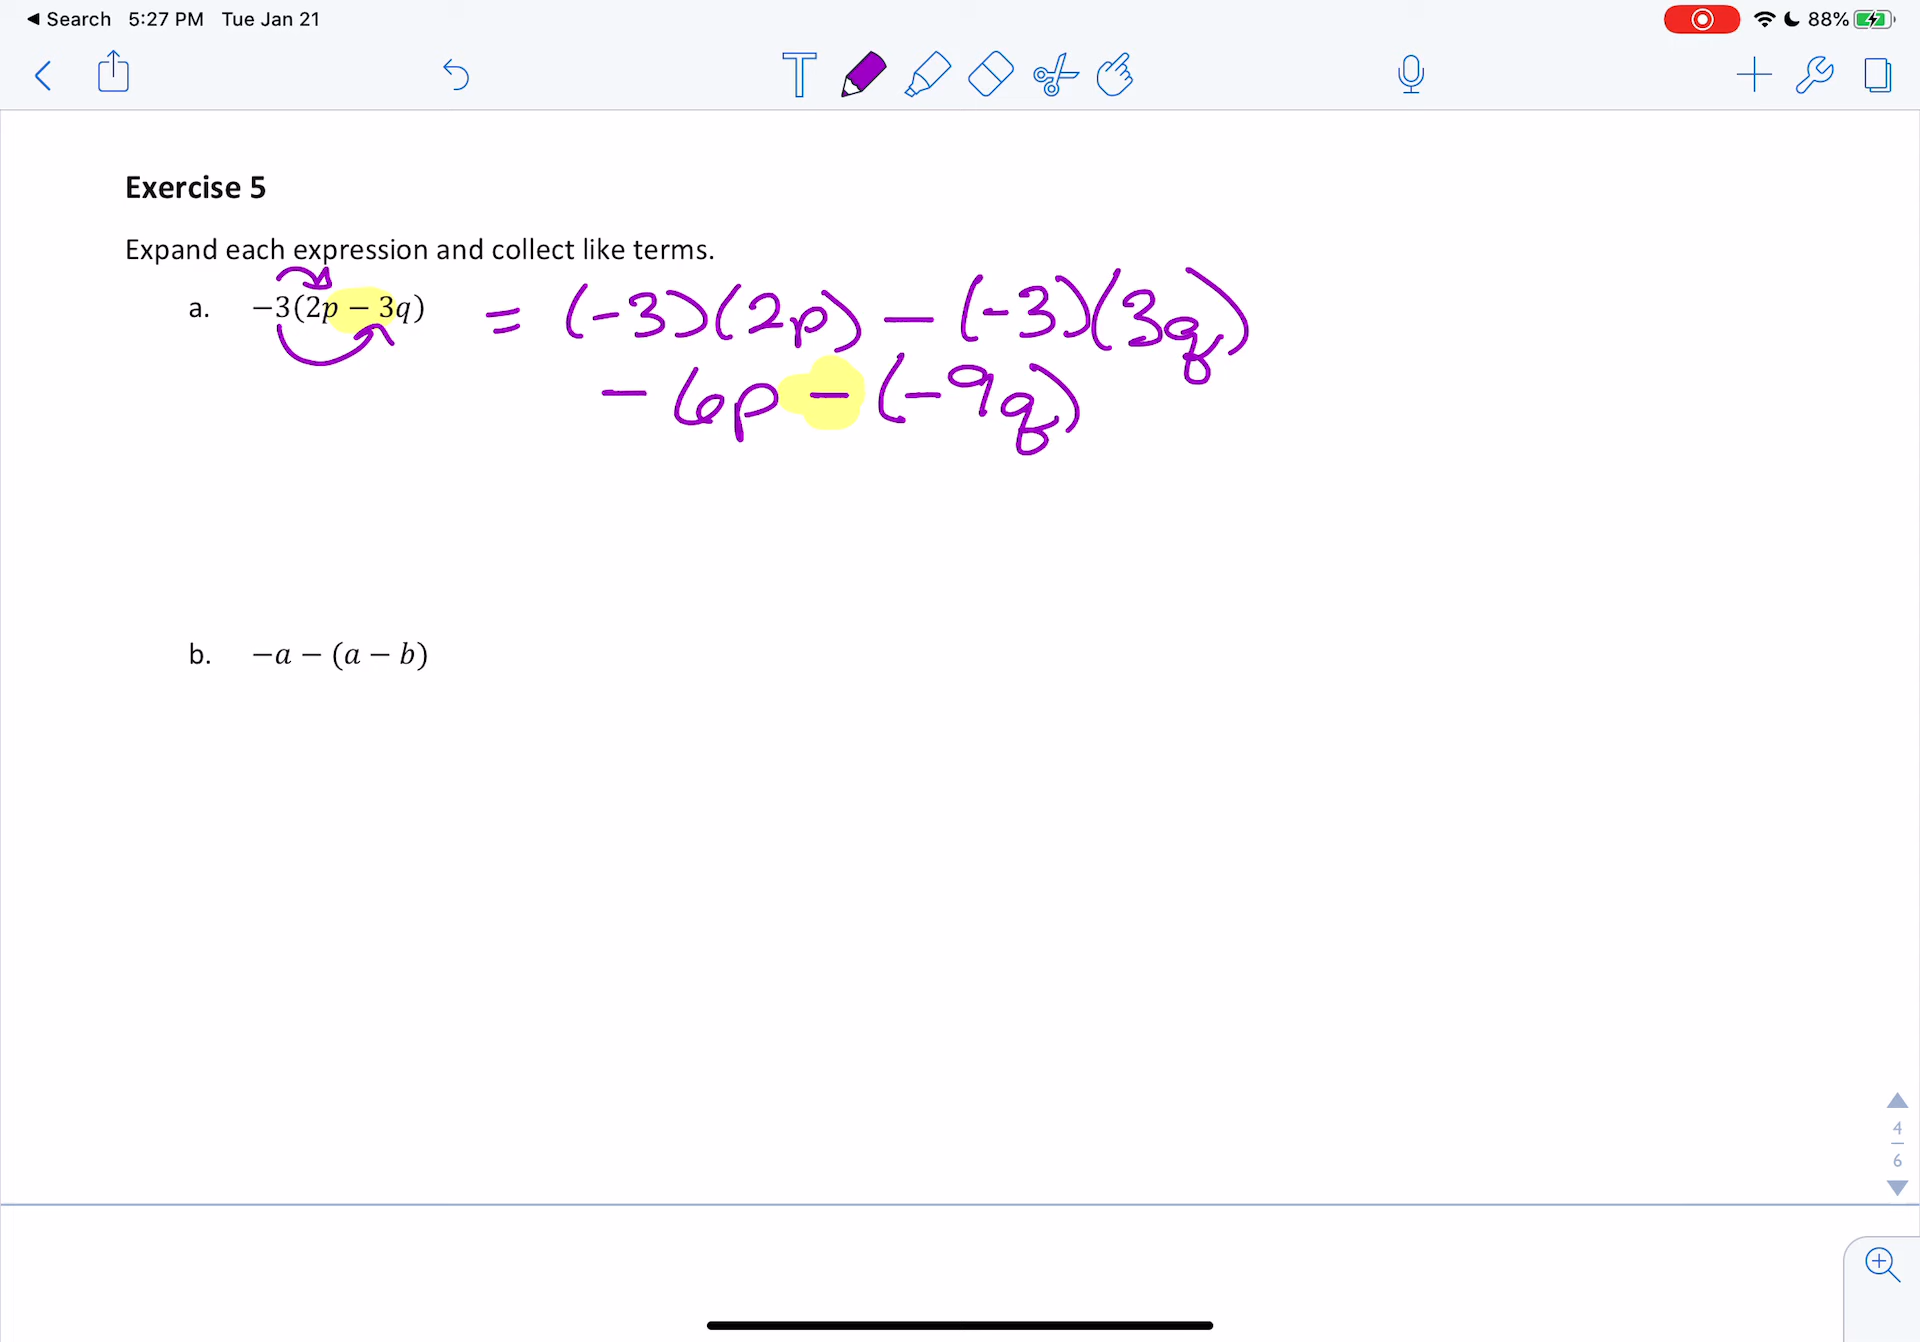 Search 5:27 PM Tue Jan 21 88%
T
Exercise 5
Expand each expression and collect like terms.
a. −3(2p − 3q) = (-3)(2p) - (-3)(3q)
- 6p - (-9q)
b. −a − (a − b)
4
6